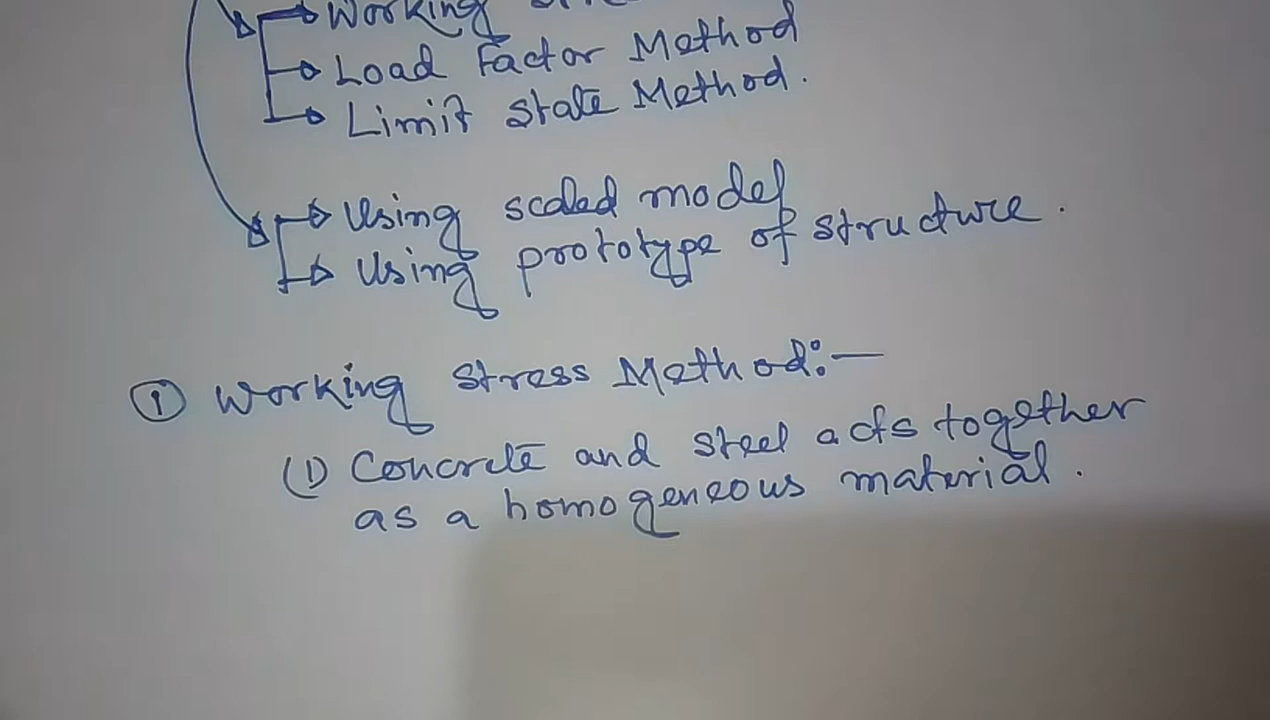 Working
Load Factor Method
Limit State Method.
Using scaled model
Using prototype of structure.
① Working Stress Method:—
(1) Concrete and steel acts together
as a homogeneous material.